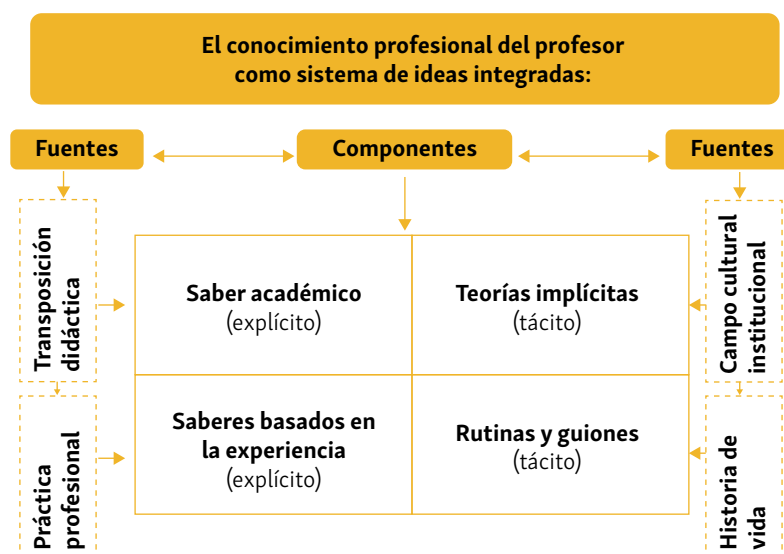 El conocimiento profesional del profesor
como sistema de ideas integradas:
Fuentes
Componentes
Fuentes
Transposición
didáctica
Saber académico
(explícito)
Teorías implícitas
(tácito)
Campo cultural
institucional
Práctica
profesional
Saberes basados en
la experiencia
(explícito)
Rutinas y guiones
(tácito)
Historia de
vida